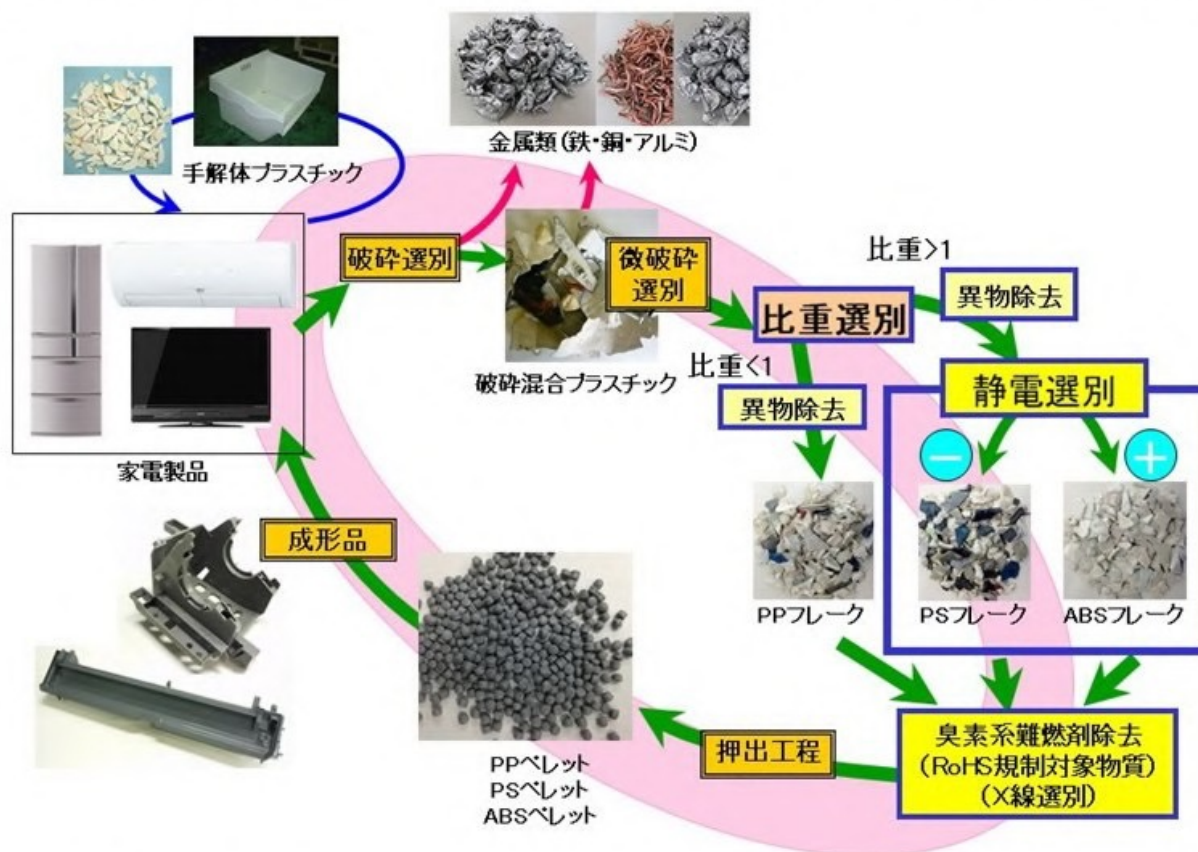 金属類(鉄・銅・アルミ)
手解体プラスチック
破砕選別
微破砕
選別
破砕混合プラスチック
家電製品
比重選別
比重>1
異物除去
比重<1
異物除去
静電選別
−
+
PPフレーク
PSフレーク
ABSフレーク
臭素系難燃剤除去
(RoHS規制対象物質)
(X線選別)
押出工程
PPペレット
PSペレット
ABSペレット
成形品